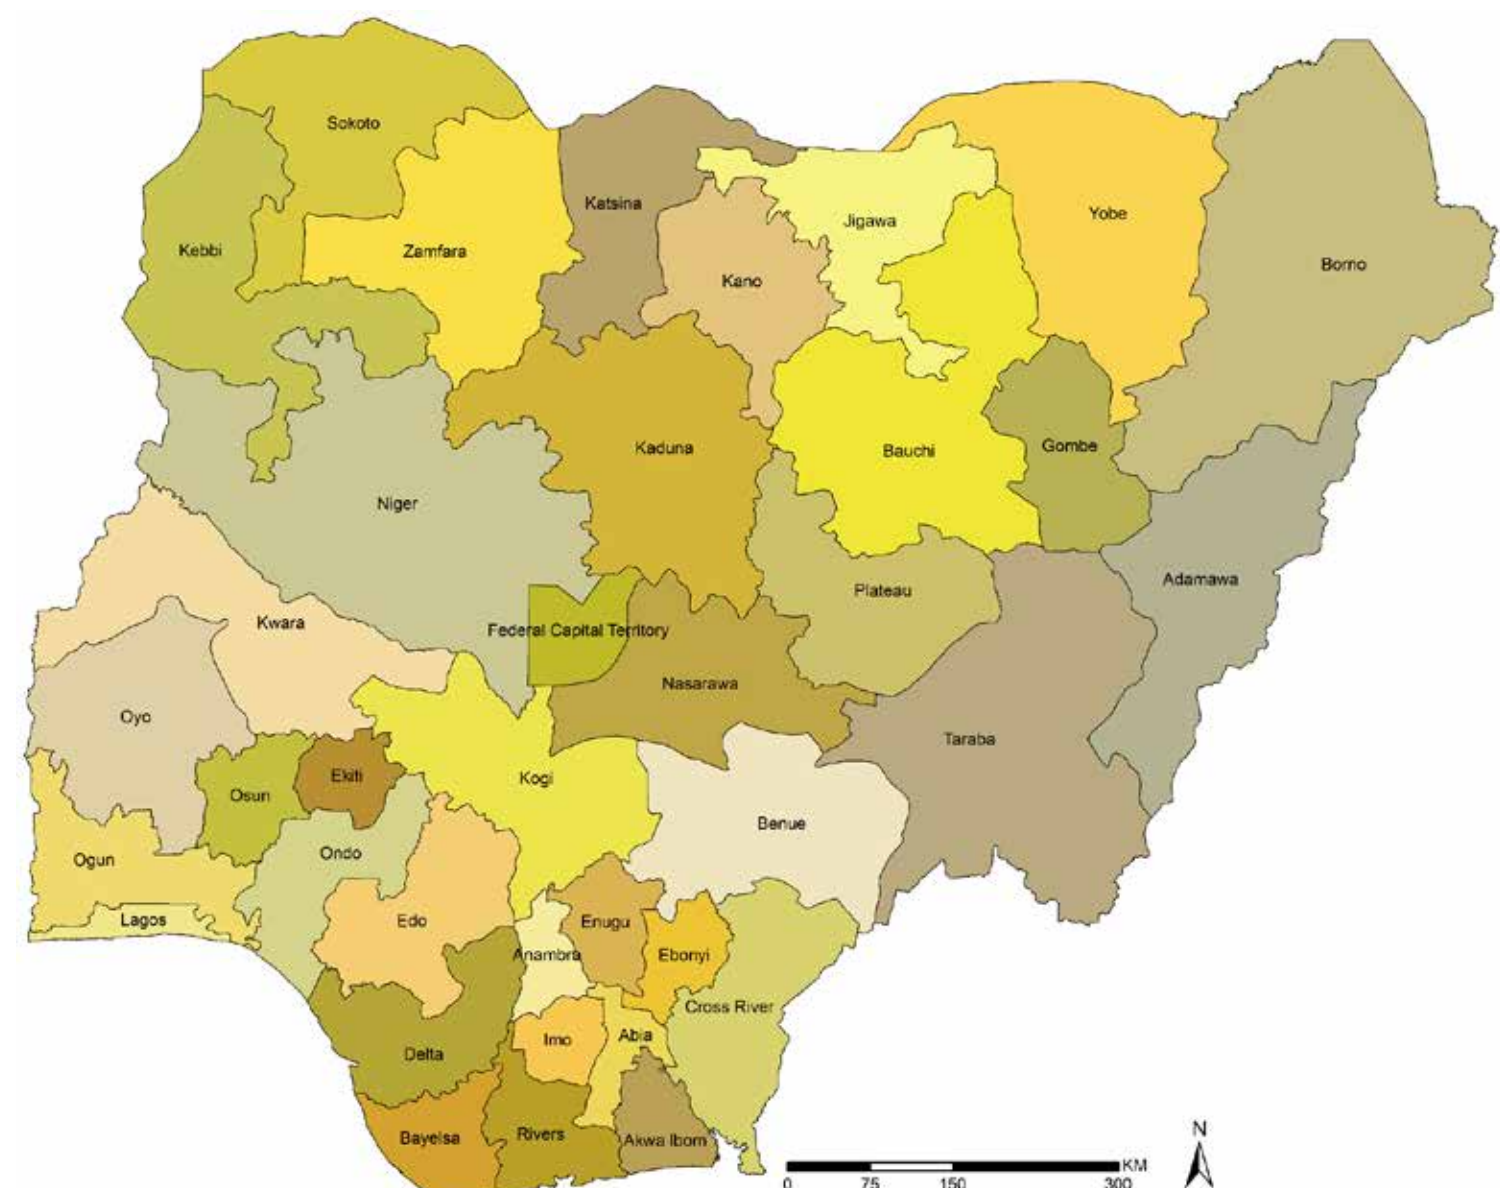 Sokoto
Katsina
Yobe
Jigawa
Kebbi
Zamfara
Borno
Kano
Kaduna
Gombe
Bauchi
Niger
Adamawa
Plateau
Kwara
Federal Capital Territory
Nasarawa
Oyo
Taraba
Ekiti
Kogi
Osun
Benue
Ondo
Ogun
Lagos
Edo
Enugu
Anambra
Ebonyi
Cross River
Imo
Abia
Delta
Bayelsa
Rivers
Akwa Ibom
N
KM
0 75 150 300